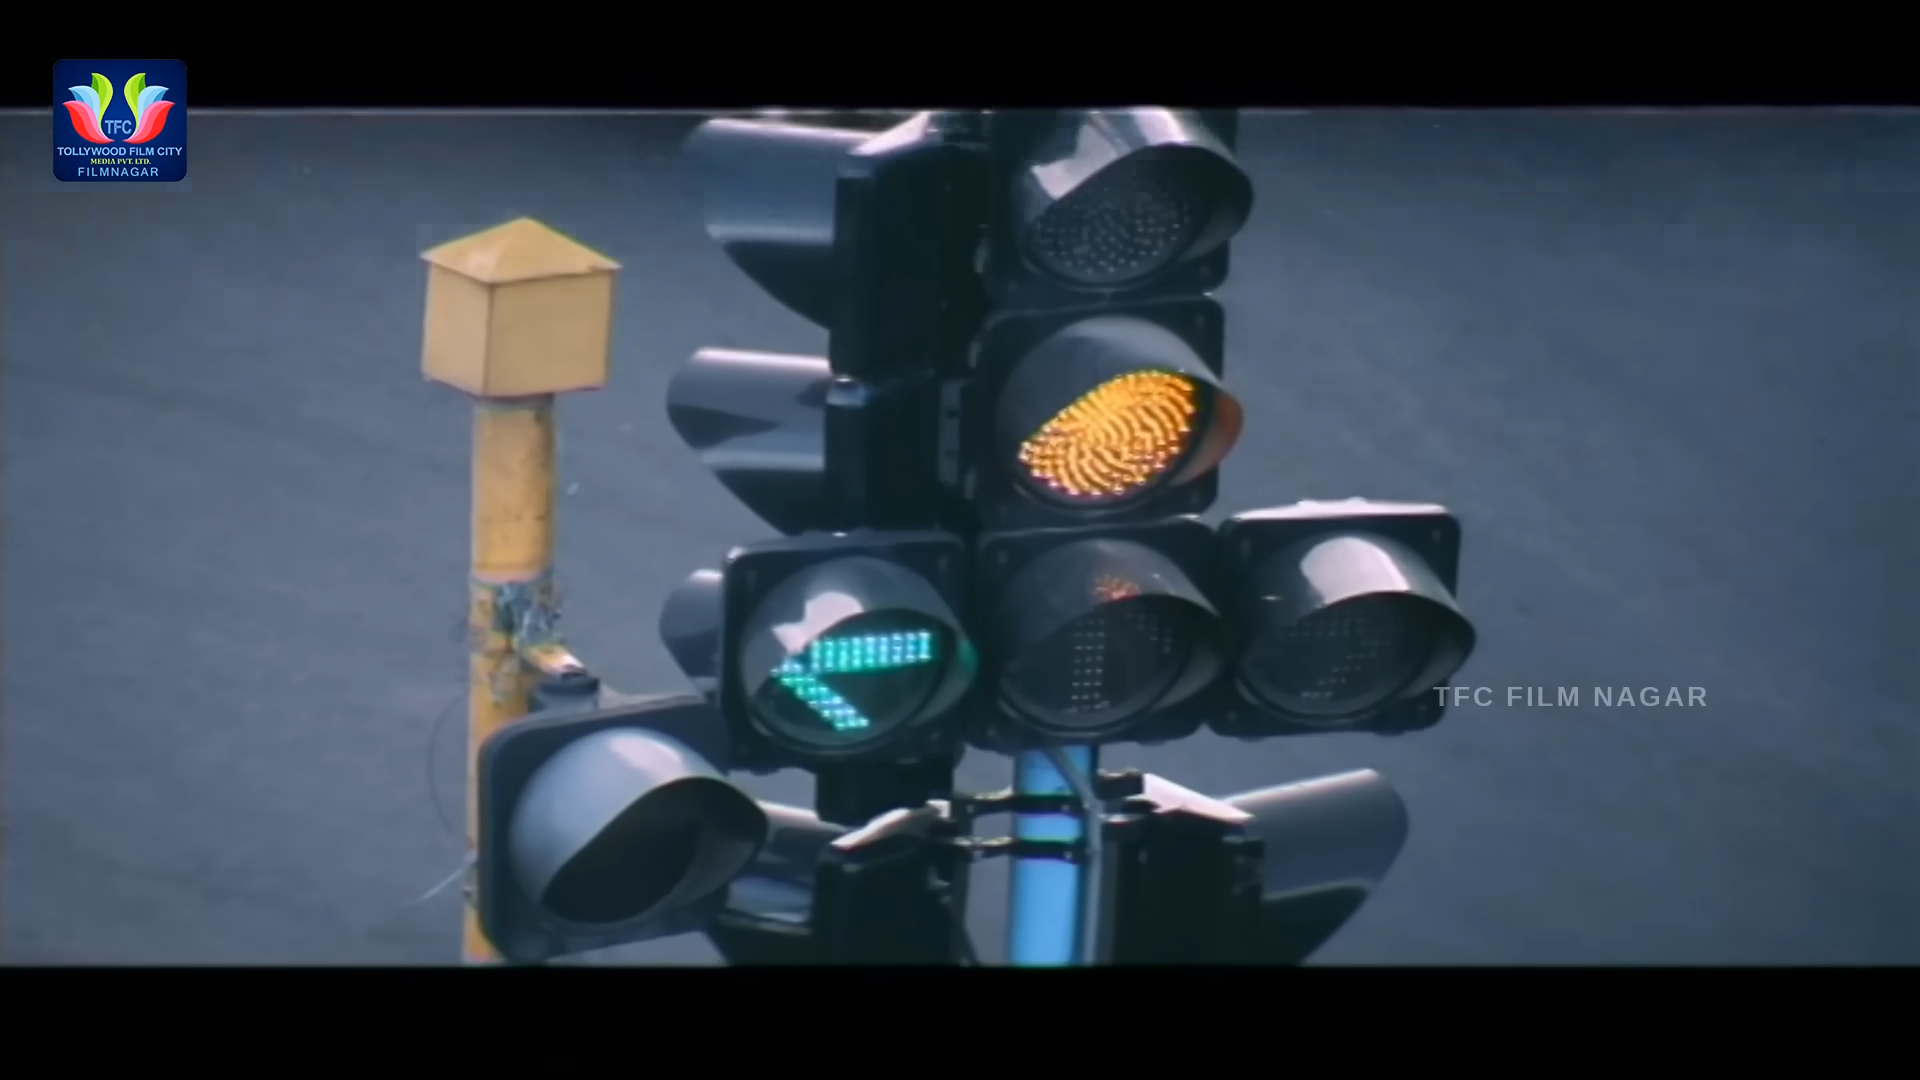 TFC
TOLLYWOOD FILM CITY
MEDIA PVT. LTD.
FILMNAGAR
TFC FILM NAGAR